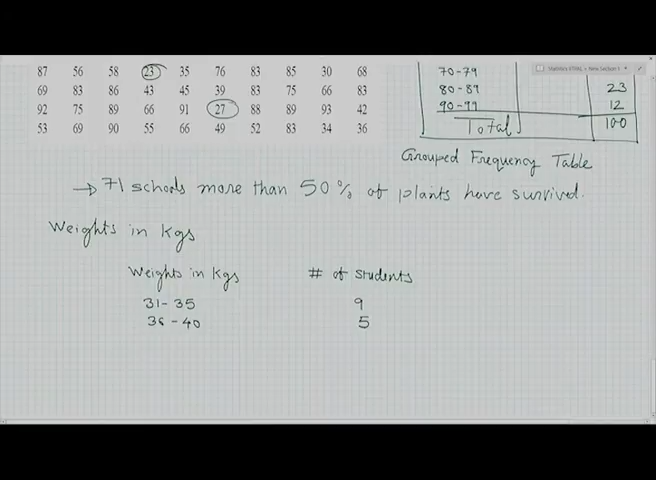 87 56 58 23 35 76 83 85 30 68
69 83 86 43 45 39 83 75 66 83
92 75 89 66 91 27 88 89 93 42
53 69 90 55 66 49 52 83 34 36
70-79
80-89 23
90-99 12
Total 100
Grouped Frequency Table
→ 71 schools more than 50% of plants have survived.
Weights in Kgs
Weights in Kgs # of students
31-35 9
36-40 5